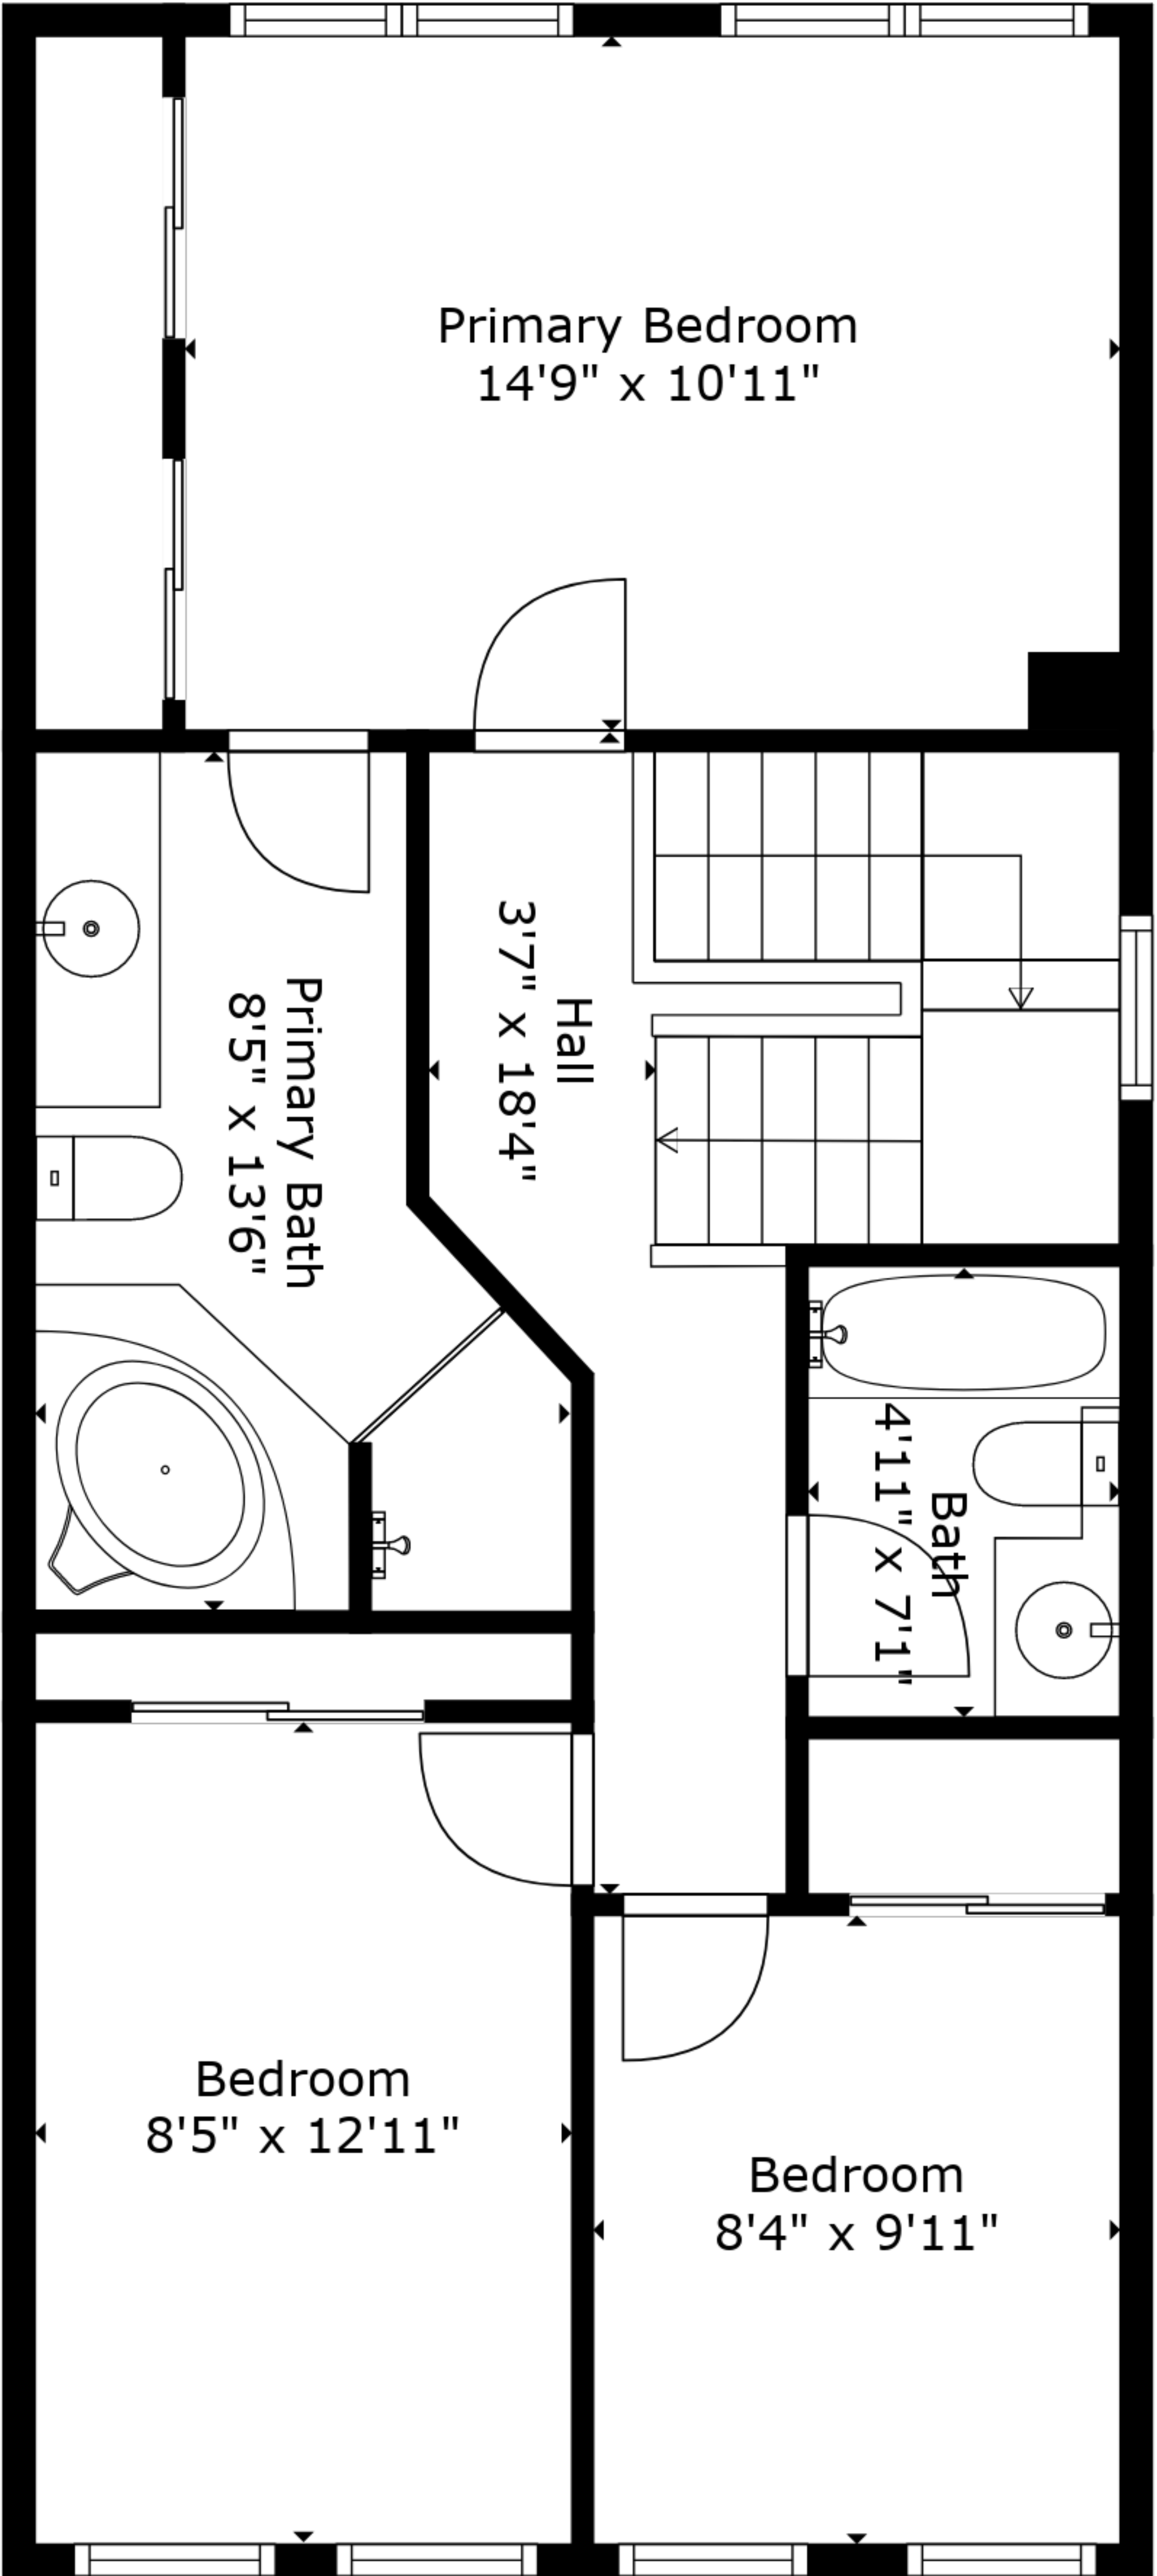 Primary Bedroom
14'9" x 10'11"
Hall
3'7" x 18'4"
Primary Bath
8'5" x 13'6"
Bath
4'11" x 7'1"
Bedroom
8'5" x 12'11"
Bedroom
8'4" x 9'11"